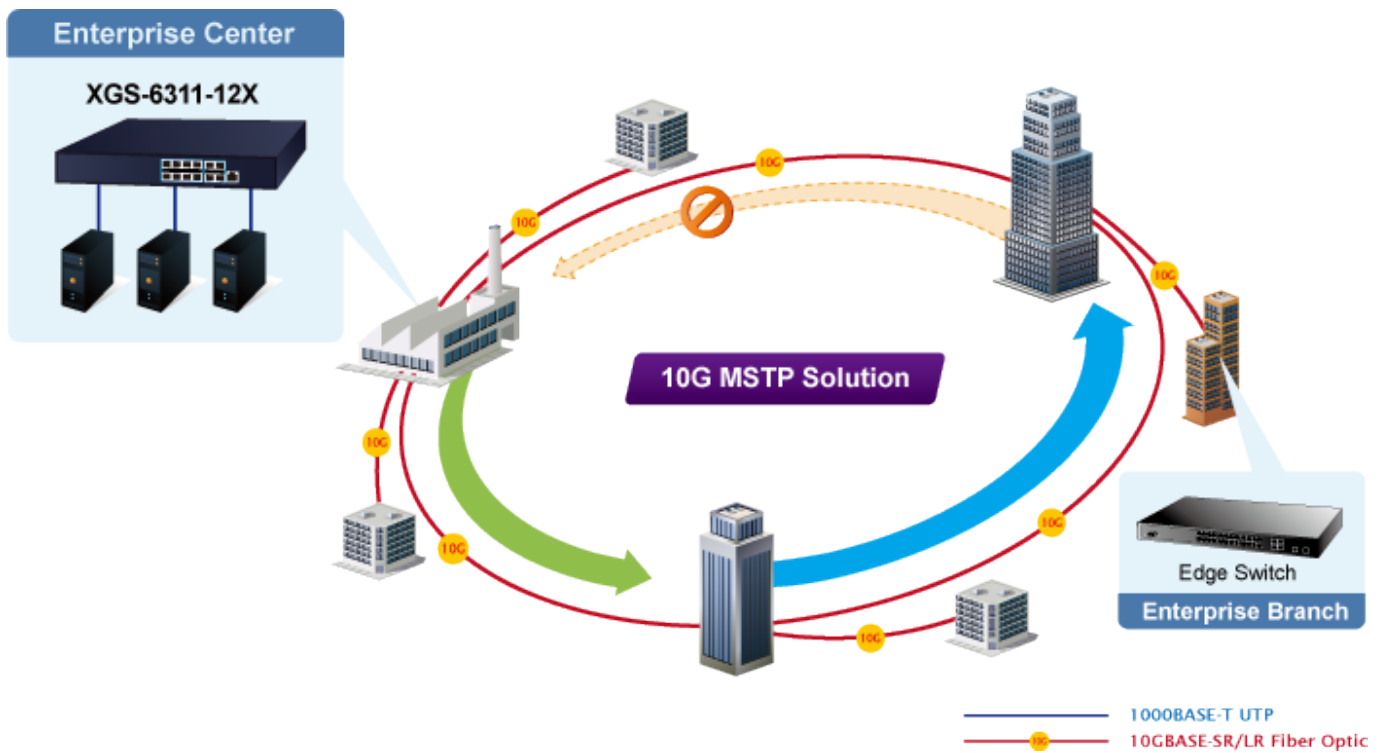 Enterprise Center
XGS-6311-12X
10G
10G
10G
10G MSTP Solution
10G
10G
10G
10G
Edge Switch
Enterprise Branch
1000BASE-T UTP
10G
10GBASE-SR/LR Fiber Optic